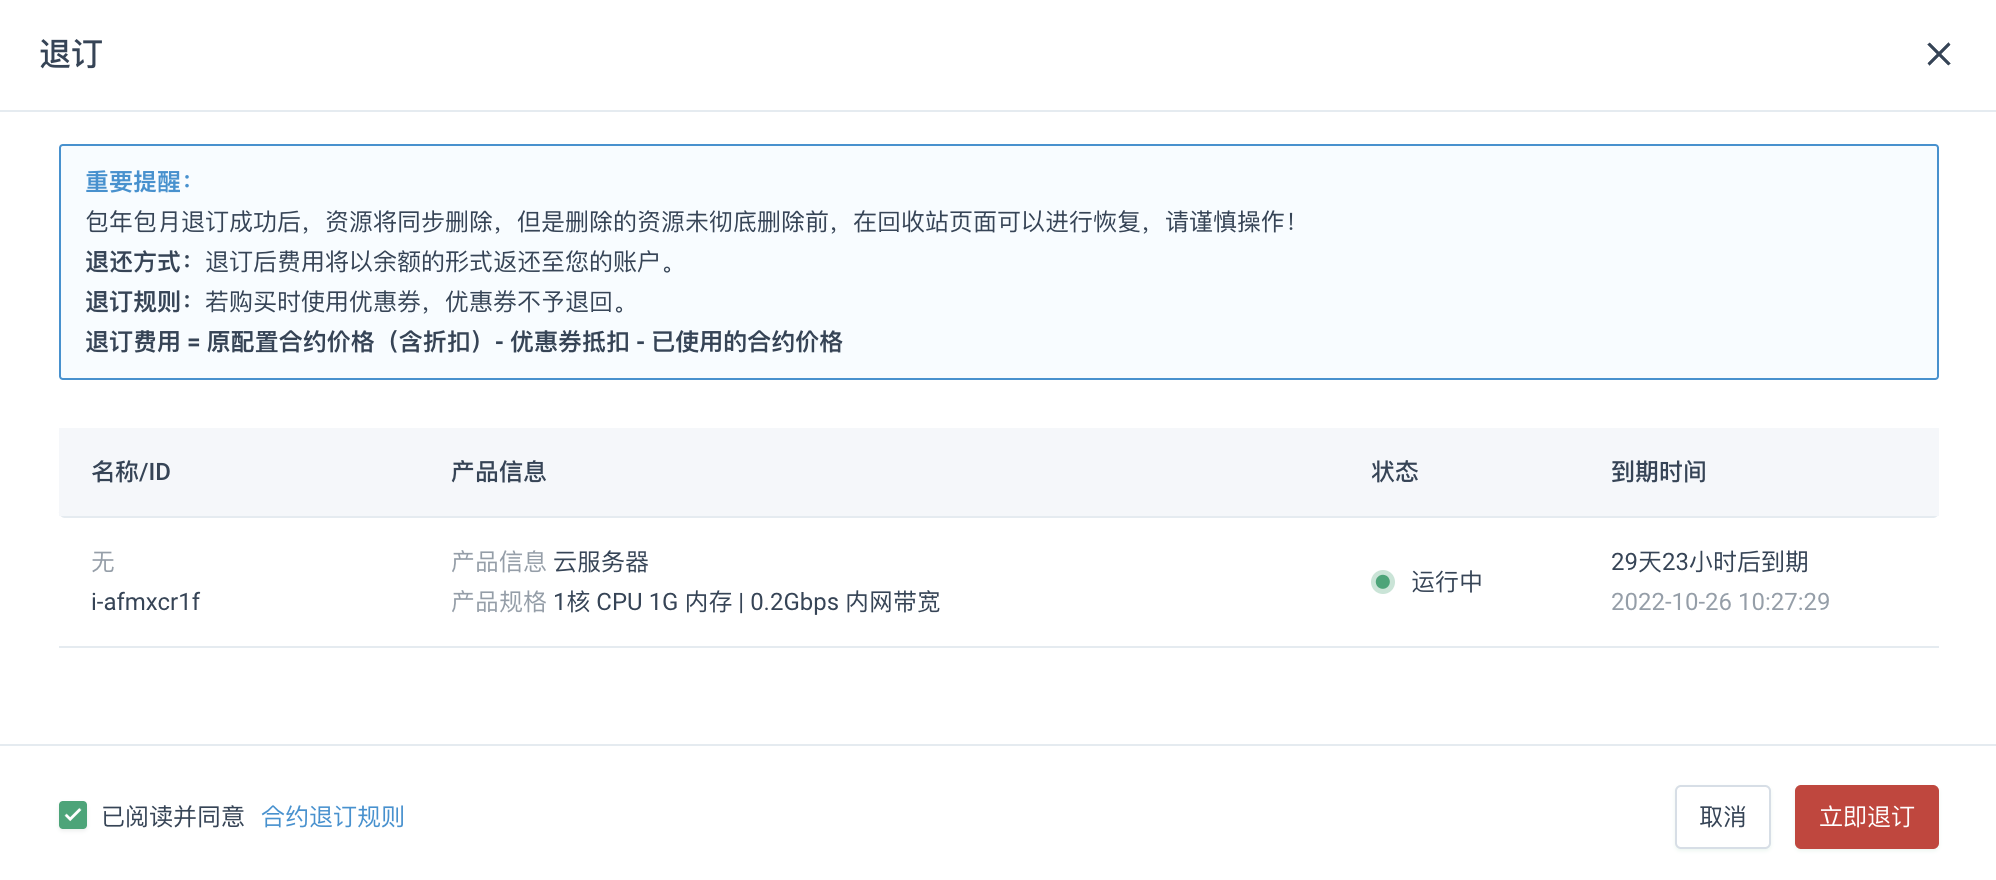 退订
重要提醒：
包年包月退订成功后，资源将同步删除，但是删除的资源未彻底删除前，在回收站页面可以进行恢复，请谨慎操作！
退还方式：退订后费用将以余额的形式返还至您的账户。
退订规则：若购买时使用优惠券，优惠券不予退回。
退订费用 = 原配置合约价格（含折扣）- 优惠券抵扣 - 已使用的合约价格
名称/ID 产品信息 状态 到期时间
无 产品信息 云服务器 29天23小时后到期
运行中
i-afmxcr1f 产品规格 1核 CPU 1G 内存 | 0.2Gbps 内网带宽 2022-10-26 10:27:29
已阅读并同意 合约退订规则 取消 立即退订